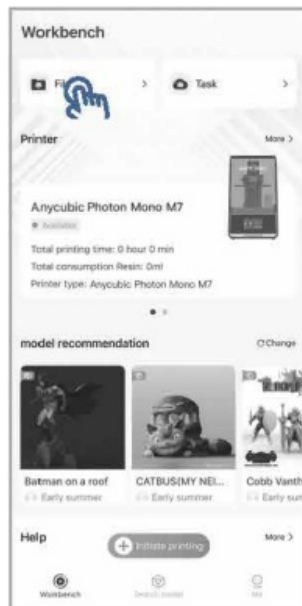 Workbench
Fil
Task
Printer
More >
Anycubic Photon Mono M7
Available
Total printing time: 0 hour 0 min
Total consumption Resin: 0ml
Printer type: Anycubic Photon Mono M7
model recommendation
Change
Batman on a roof
CATBUS(MY NEI...
Cobb Vanth
Early summer
Early summer
Early sum
Help
Initiate printing
More >
Workbench
Search model
Me